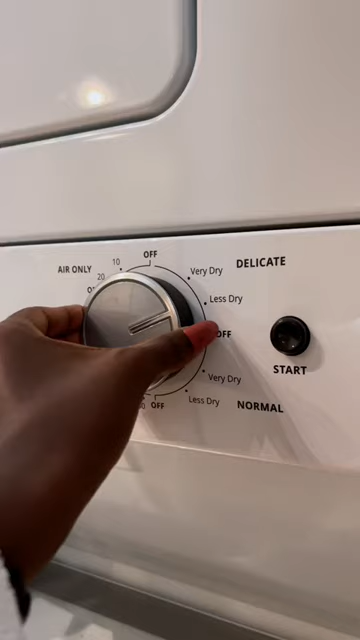 OFF
10
AIR ONLY
20
Very Dry
DELICATE
Less Dry
OFF
START
Very Dry
Less Dry
OFF
NORMAL